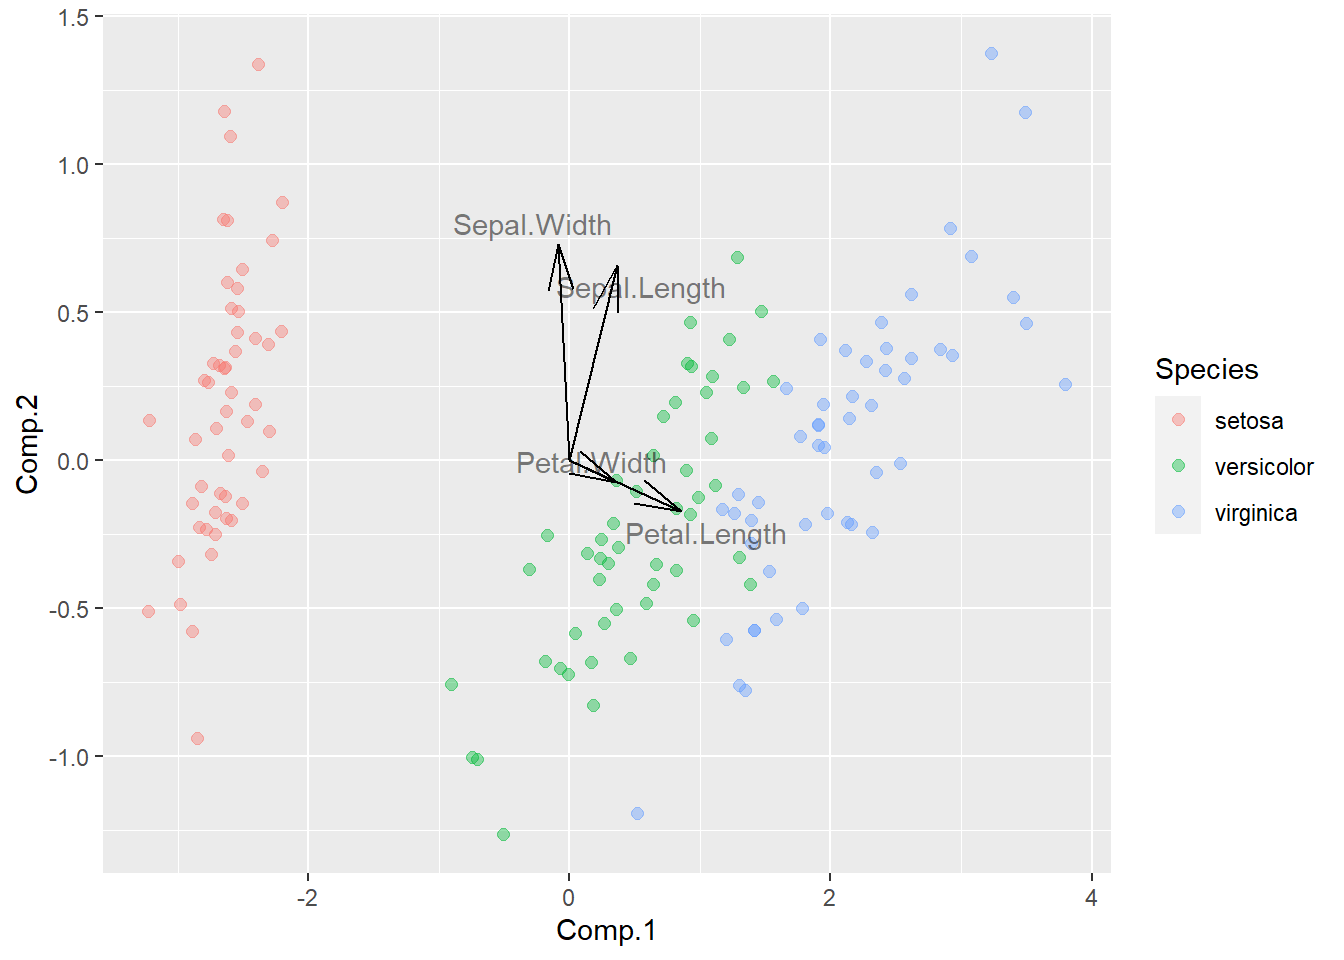 1.5
1.0
0.5
0.0
-0.5
-1.0
Comp.2
Sepal.Width
Sepal.Length
Petal.Width
Petal.Length
-2
0
2
4
Comp.1
Species
setosa
versicolor
virginica